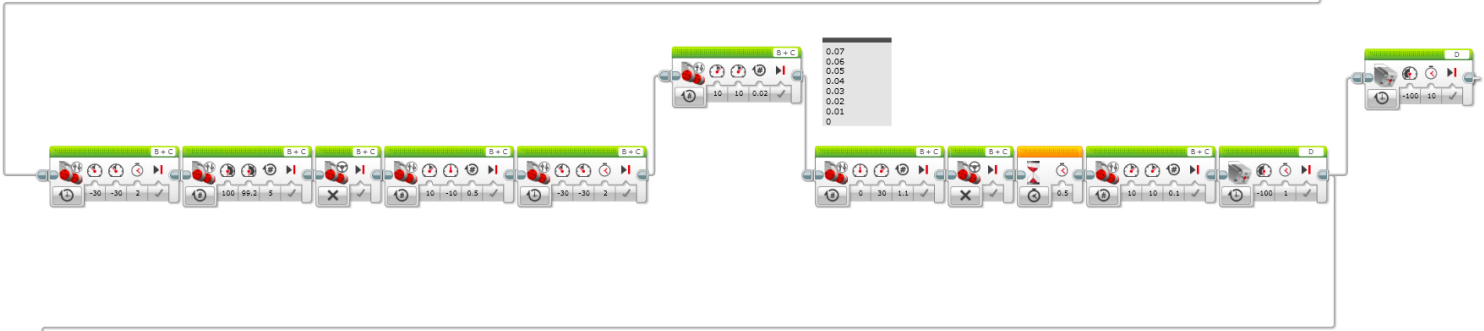 B + C
D
10 10 0.02
0.07
0.06
0.05
0.04
0.03
0.02
0.01
0
-100 10
B + C B + C B + C B + C B + C
-30 -30 2
100 99.2 5
10 -10 0.5
-30 -30 2
B + C B + C B + C D
0 30 1.1
0.5
10 10 0.1
-100 1